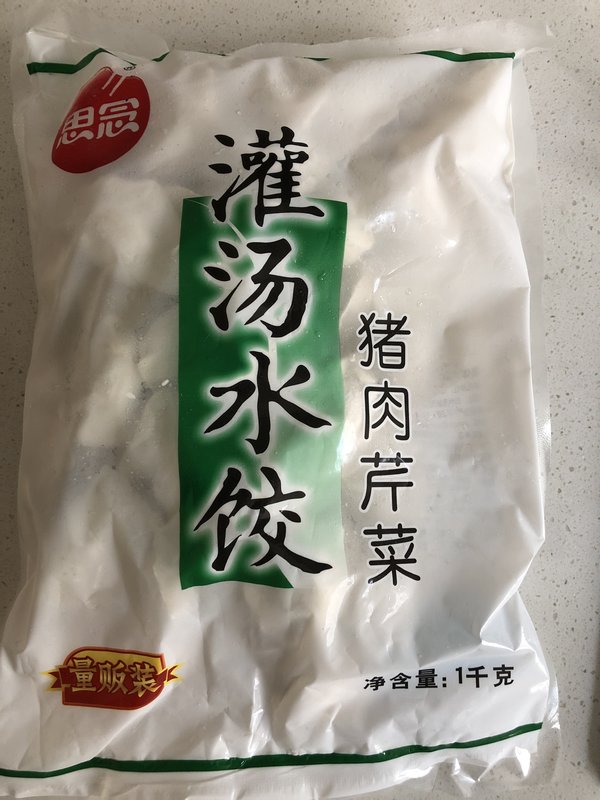 思念
灌汤水饺
猪肉芹菜
量贩装
净含量:1千克